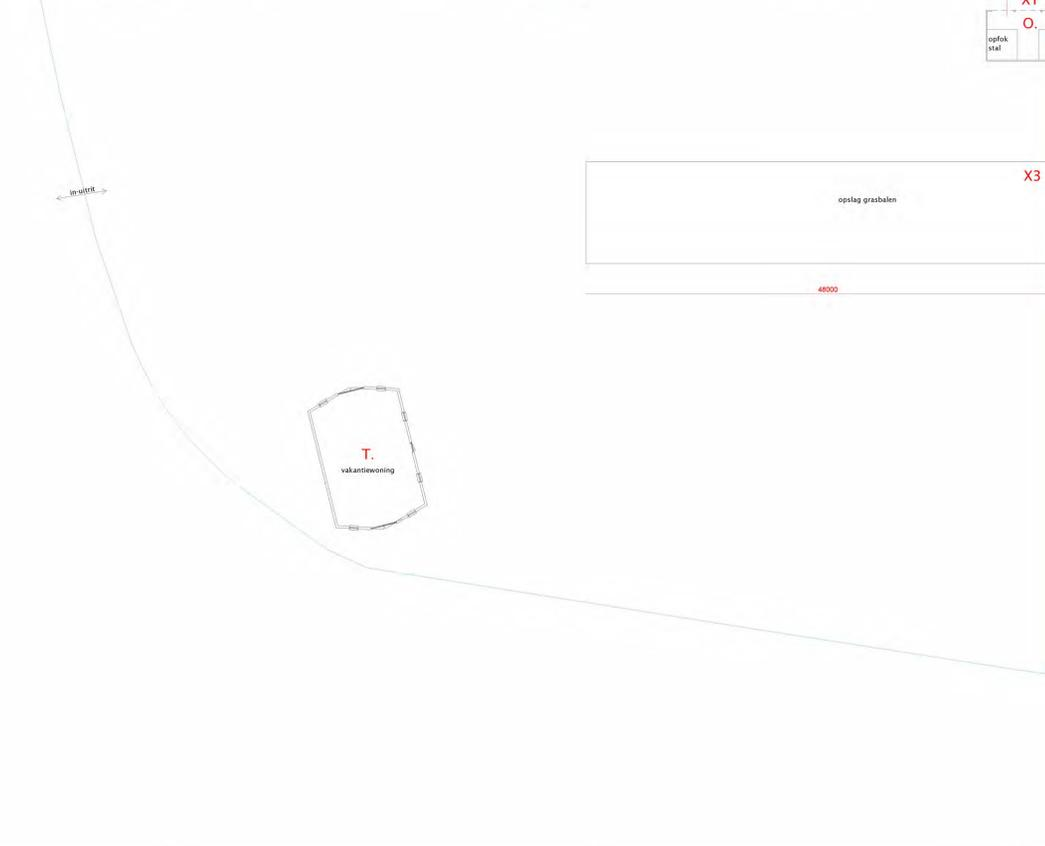 X1
O.
opfok
stal
in-uitrit
X3
opslag grasbalen
48000
T.
vakantiewoning